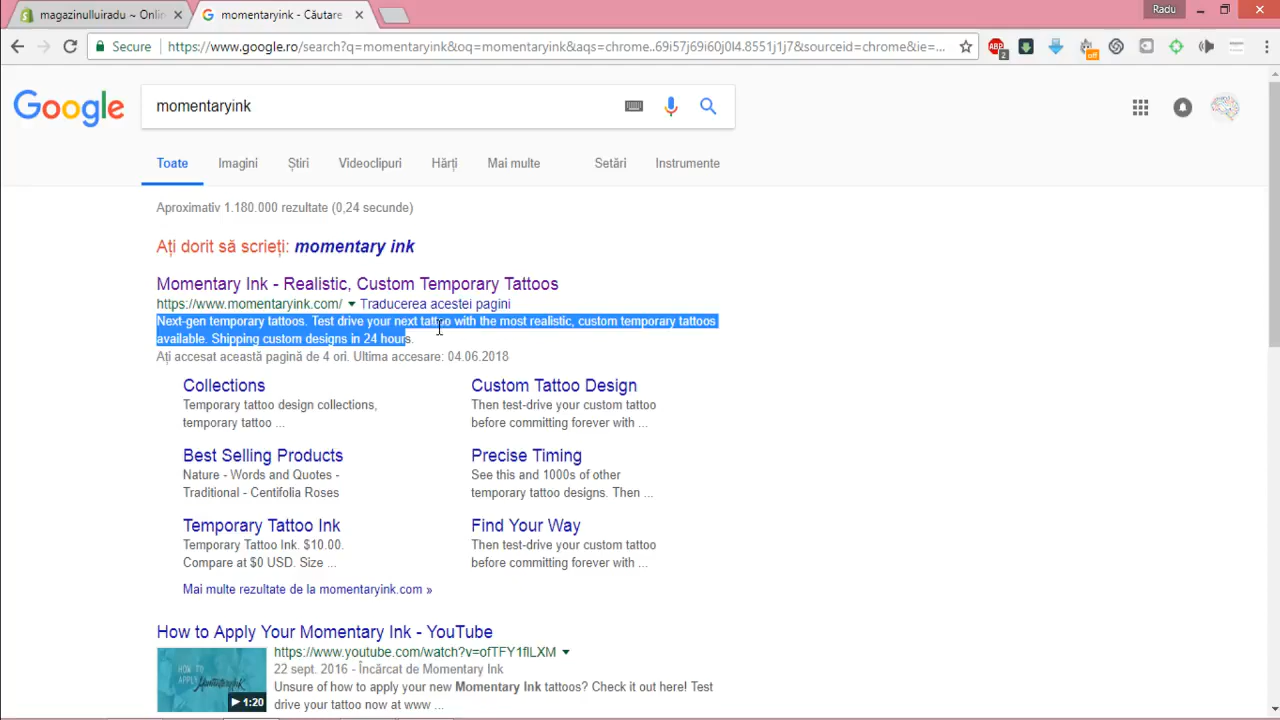 magazinulluiradu ~ Onlin
momentaryink - Căutare
Radu
Secure
https://www.google.ro/search?q=momentaryink&oq=momentaryink&aqs=chrome..69i57j69i60j0l4.8551j1j7&sourceid=chrome&ie=...
ABP
2
off
Google
momentaryink
Toate Imagini Știri Videoclipuri Hărți Mai multe Setări Instrumente
Aproximativ 1.180.000 rezultate (0,24 secunde)
Ați dorit să scrieți: momentary ink
Momentary Ink - Realistic, Custom Temporary Tattoos
https://www.momentaryink.com/ Traducerea acestei pagini
Next-gen temporary tattoos. Test drive your next tattoo with the most realistic, custom temporary tattoos
available. Shipping custom designs in 24 hours.
Ați accesat această pagină de 4 ori. Ultima accesare: 04.06.2018
Collections
Temporary tattoo design collections,
temporary tattoo ...
Custom Tattoo Design
Then test-drive your custom tattoo
before committing forever with ...
Best Selling Products
Nature - Words and Quotes -
Traditional - Centifolia Roses
Precise Timing
See this and 1000s of other
temporary tattoo designs. Then ...
Temporary Tattoo Ink
Temporary Tattoo Ink. $10.00.
Compare at $0 USD. Size ...
Find Your Way
Then test-drive your custom tattoo
before committing forever with ...
Mai multe rezultate de la momentaryink.com »
How to Apply Your Momentary Ink - YouTube
https://www.youtube.com/watch?v=ofTFY1filLXM
22 sept. 2016 - Încărcat de Momentary Ink
Unsure of how to apply your new Momentary Ink tattoos? Check it out here! Test
drive your tattoo now at www ...
HOW TO
APPLY
Momentaryink
1:20